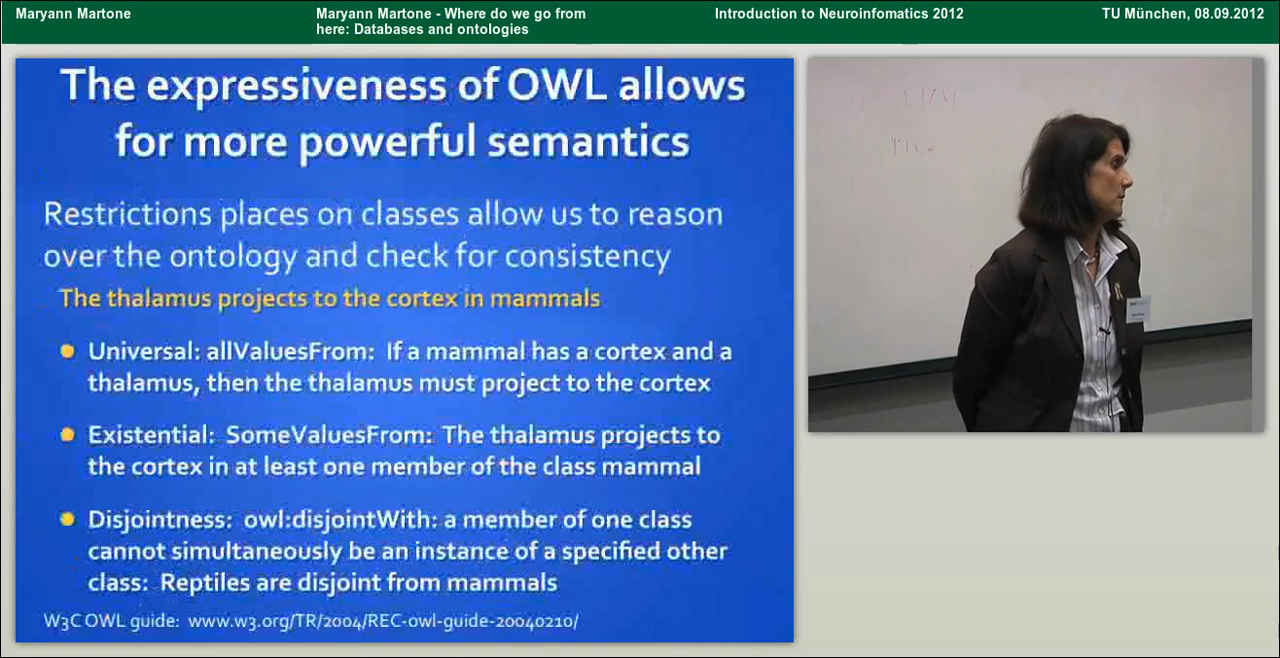 Maryann Martone
Maryann Martone - Where do we go from
here: Databases and ontologies
Introduction to Neuroinfomatics 2012
TU München, 08.09.2012
The expressiveness of OWL allows
for more powerful semantics
Restrictions places on classes allow us to reason
over the ontology and check for consistency
The thalamus projects to the cortex in mammals
Universal: allValuesFrom: If a mammal has a cortex and a
thalamus, then the thalamus must project to the cortex
Existential: SomeValuesFrom: The thalamus projects to
the cortex in at least one member of the class mammal
Disjointness: owl:disjointWith: a member of one class
cannot simultaneously be an instance of a specified other
class: Reptiles are disjoint from mammals
W3C OWL guide: www.w3.org/TR/2004/REC-owl-guide-20040210/